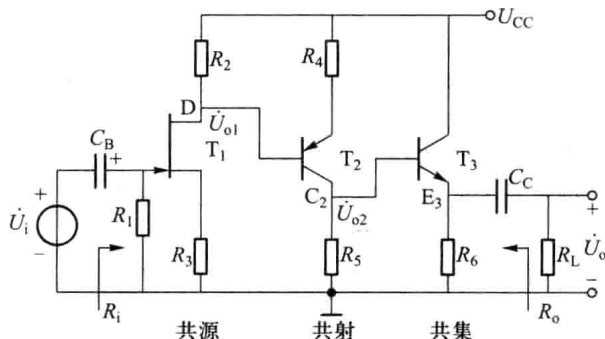 U_CC
R_2
R_4
D
U̇_o1
C_B
+
T_1
T_2
T_3
C_2
E_3
C_C
+
U̇_i
−
R_1
U̇_o2
+
R_3
R_5
R_6
R_L
U̇_o
−
R_i
R_o
共源
共射
共集